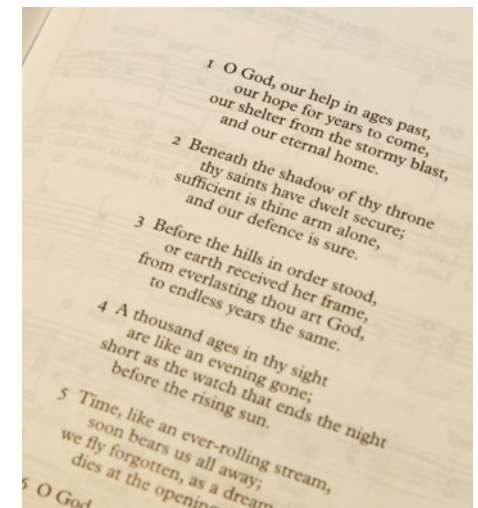 1 O God, our help in ages past,
our hope for years to come,
our shelter from the stormy blast,
and our eternal home.
2 Beneath the shadow of thy throne
thy saints have dwelt secure;
sufficient is thine arm alone,
and our defence is sure.
3 Before the hills in order stood,
or earth received her frame,
from everlasting thou art God,
to endless years the same.
4 A thousand ages in thy sight
are like an evening gone;
short as the watch that ends the night
before the rising sun.
5 Time, like an ever-rolling stream,
soon bears us all away;
we fly forgotten, as a dream
dies at the opening
6 O God